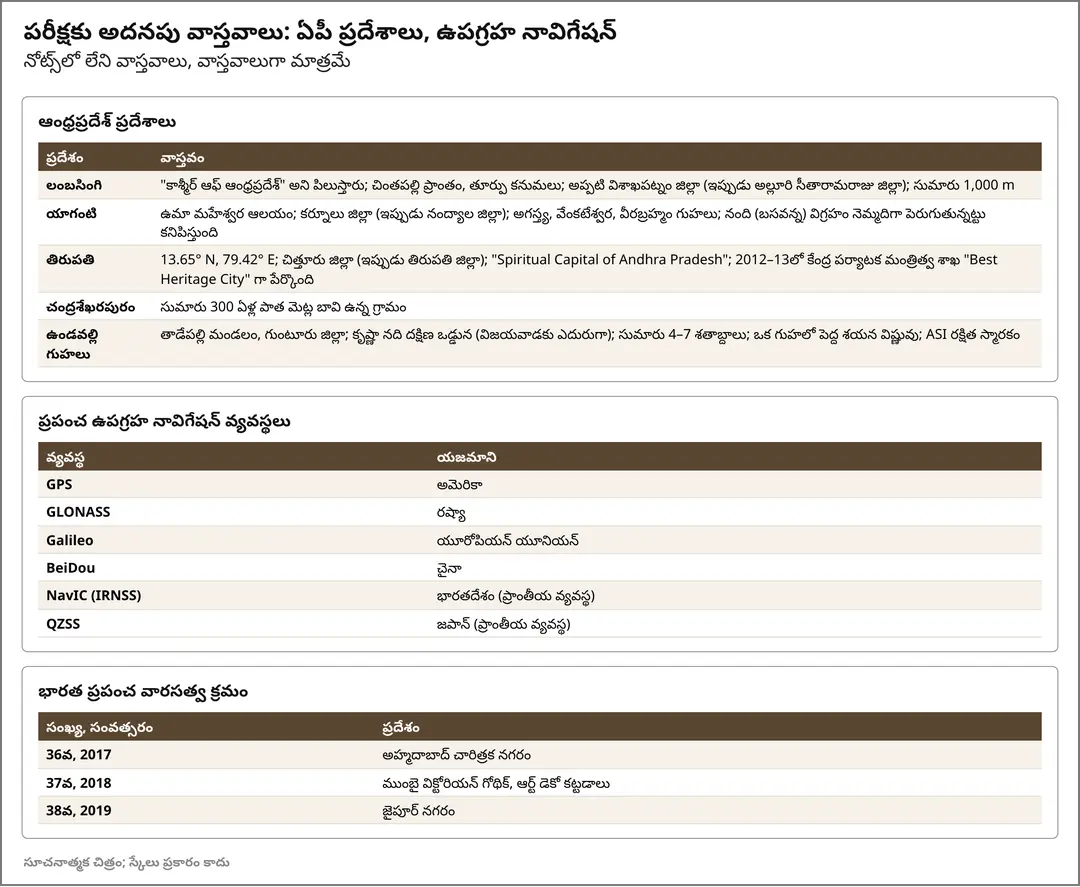 పరీక్షకు అదనపు వాస్తవాలు: ఏపీ ప్రదేశాలు, ఉపగ్రహ నావిగేషన్
నోట్స్‌లో లేని వాస్తవాలు, వాస్తవాలుగా మాత్రమే
ఆంధ్రప్రదేశ్ ప్రదేశాలు
ప్రదేశం వాస్తవం
లంబసింగి "కాశ్మీర్ ఆఫ్ ఆంధ్రప్రదేశ్" అని పిలుస్తారు; చింతపల్లి ప్రాంతం, తూర్పు కనుమలు; అప్పటి విశాఖపట్నం జిల్లా (ఇప్పుడు అల్లూరి సీతారామరాజు జిల్లా); సుమారు 1,000 m
యాగంటి ఉమా మహేశ్వర ఆలయం; కర్నూలు జిల్లా (ఇప్పుడు నంద్యాల జిల్లా); అగస్త్య, వేంకటేశ్వర, వీరబ్రహ్మం గుహలు; నంది (బసవన్న) విగ్రహం నెమ్మదిగా పెరుగుతున్నట్టు
కనిపిస్తుంది
తిరుపతి 13.65° N, 79.42° E; చిత్తూరు జిల్లా (ఇప్పుడు తిరుపతి జిల్లా); "Spiritual Capital of Andhra Pradesh"; 2012–13లో కేంద్ర పర్యాటక మంత్రిత్వ శాఖ "Best
Heritage City" గా పేర్కొంది
చంద్రశేఖరపురం సుమారు 300 ఏళ్ల పాత మెట్ల బావి ఉన్న గ్రామం
ఉండవల్లి తాడేపల్లి మండలం, గుంటూరు జిల్లా; కృష్ణా నది దక్షిణ ఒడ్డున (విజయవాడకు ఎదురుగా); సుమారు 4–7 శతాబ్దాలు; ఒక గుహలో పెద్ద శయన విష్ణువు; ASI రక్షిత స్మారకం
గుహలు
ప్రపంచ ఉపగ్రహ నావిగేషన్ వ్యవస్థలు
వ్యవస్థ యజమాని
GPS అమెరికా
GLONASS రష్యా
Galileo యూరోపియన్ యూనియన్
BeiDou చైనా
NavIC (IRNSS) భారతదేశం (ప్రాంతీయ వ్యవస్థ)
QZSS జపాన్ (ప్రాంతీయ వ్యవస్థ)
భారత ప్రపంచ వారసత్వ క్రమం
సంఖ్య, సంవత్సరం ప్రదేశం
36వ, 2017 అహ్మదాబాద్ చారిత్రక నగరం
37వ, 2018 ముంబై విక్టోరియన్ గోథిక్, ఆర్ట్ డెకో కట్టడాలు
38వ, 2019 జైపూర్ నగరం
సూచనాత్మక చిత్రం; స్కేలు ప్రకారం కాదు